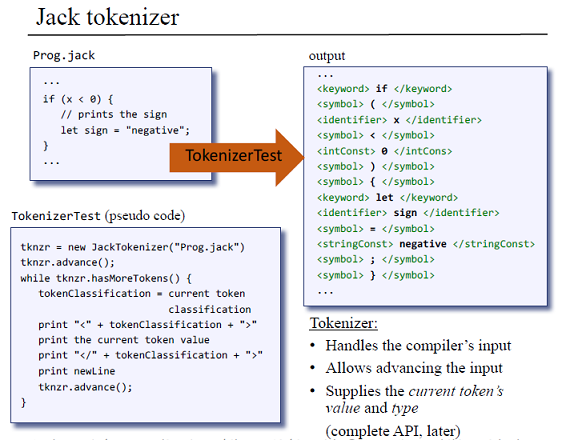 Jack tokenizer
Prog.jack
...
if (x < 0) {
// prints the sign
let sign = "negative";
}
...
TokenizerTest
output
...
<keyword> if </keyword>
<symbol> ( </symbol>
<identifier> x </identifier>
<symbol> < </symbol>
<intConst> 0 </intCons>
<symbol> ) </symbol>
<symbol> { </symbol>
<keyword> let </keyword>
<identifier> sign </identifier>
<symbol> = </symbol>
<stringConst> negative </stringConst>
<symbol> ; </symbol>
<symbol> } </symbol>
...
TokenizerTest (pseudo code)
tknzr = new JackTokenizer("Prog.jack")
tknzr.advance();
while tknzr.hasMoreTokens() {
tokenClassification = current token
classification
print "<" + tokenClassification + ">"
print the current token value
print "</" + tokenClassification + ">"
print newLine
tknzr.advance();
}
Tokenizer:
• Handles the compiler's input
• Allows advancing the input
• Supplies the current token's
value and type
(complete API, later)